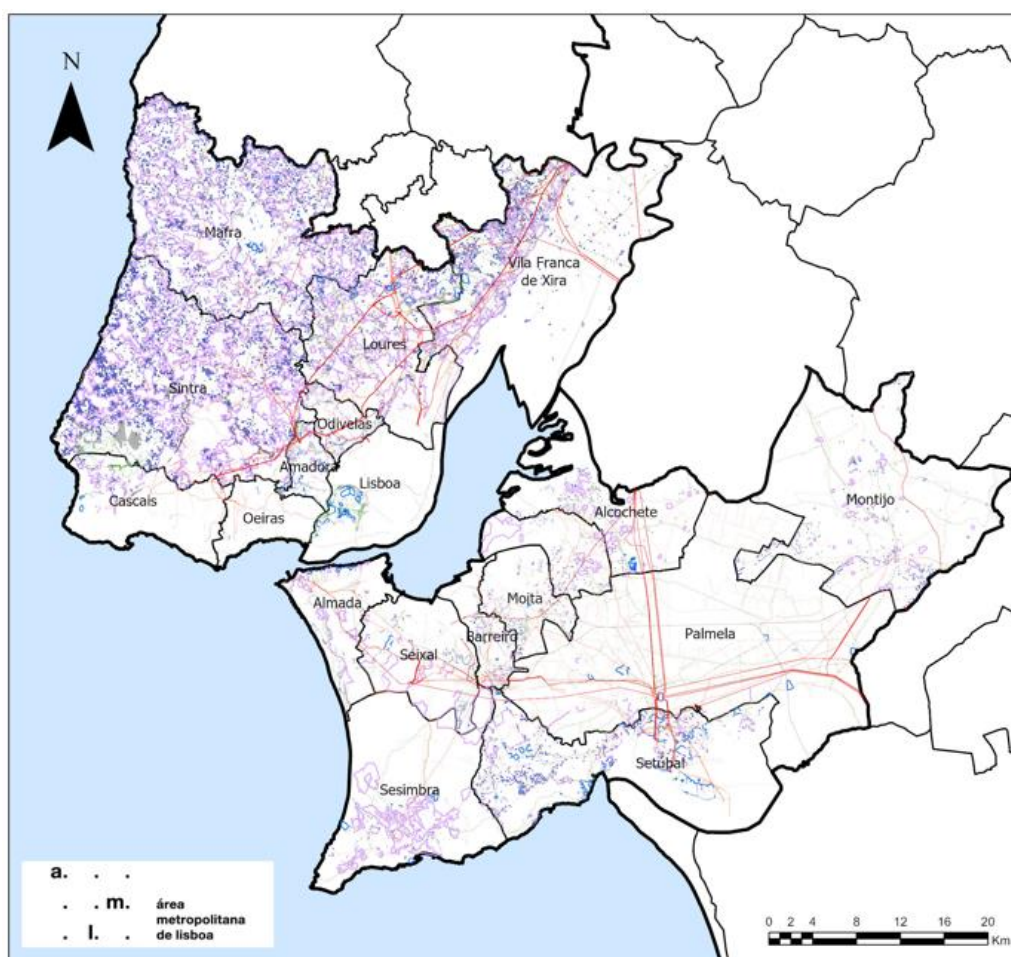 N
Mafra
Vila Franca
de Xira
Loures
Sintra
Odivelas
Amadora
Lisboa
Cascais
Oeiras
Alcochete
Montijo
Almada
Moita
Barreiro
Seixal
Palmela
Setúbal
Sesimbra
a. . .
. . m. área
metropolitana
. l. . de lisboa
0 2 4 8 12 16 20
Km